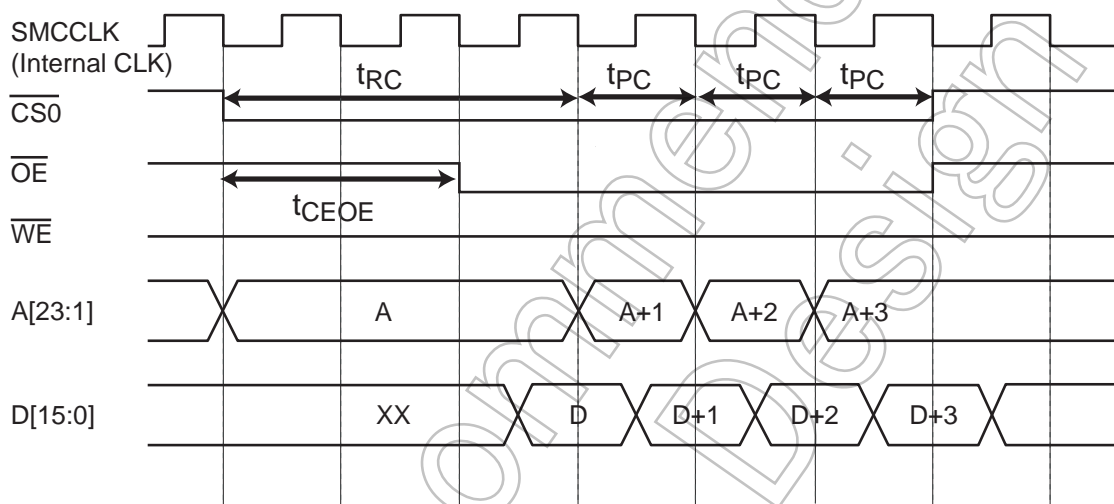 SMCCLK
(Internal CLK)
tRC tPC tPC tPC
CS0
OE
tCEOE
WE
A[23:1] A A+1 A+2 A+3
D[15:0] XX D D+1 D+2 D+3
Design